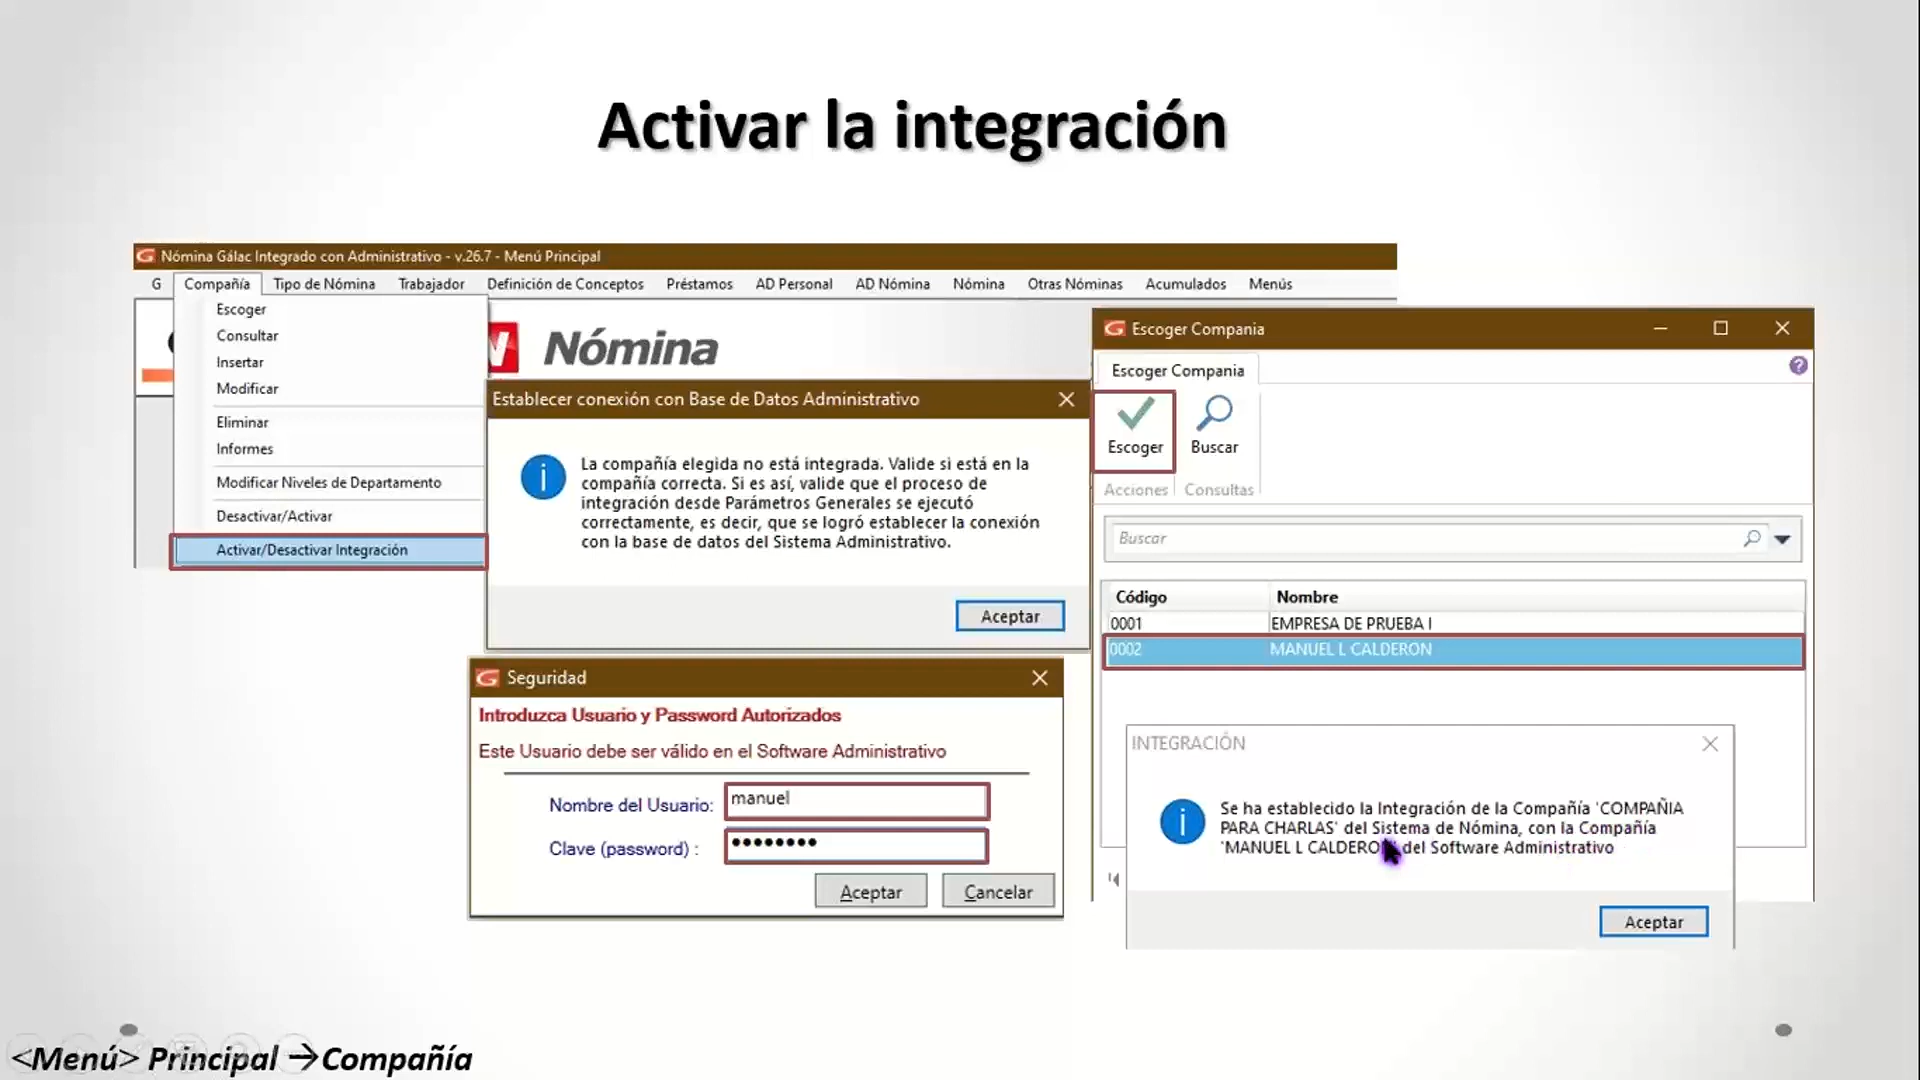 Activar la integración
Nómina Gálac Integrado con Administrativo - v.26.7 - Menú Principal
G Compañía Tipo de Nómina Trabajador Definición de Conceptos Préstamos AD Personal AD Nómina Nómina Otras Nóminas Acumulados Menús
Escoger
Consultar
Insertar
Modificar
Eliminar
Informes
Modificar Niveles de Departamento
Desactivar/Activar
Activar/Desactivar Integración
Nómina
Establecer conexión con Base de Datos Administrativo
La compañía elegida no está integrada. Valide si está en la
compañía correcta. Si es así, valide que el proceso de
integración desde Parámetros Generales se ejecutó
correctamente, es decir, que se logró establecer la conexión
con la base de datos del Sistema Administrativo.
Aceptar
Seguridad
Introduzca Usuario y Password Autorizados
Este Usuario debe ser válido en el Software Administrativo
Nombre del Usuario: manuel
Clave (password) : ●●●●●●●●
Aceptar Cancelar
Escoger Compania
Escoger Compania
Escoger Buscar
Acciones Consultas
Buscar
Código Nombre
0001 EMPRESA DE PRUEBA I
0002 MANUEL L CALDERON
INTEGRACIÓN
Se ha establecido la Integración de la Compañía 'COMPAÑIA
PARA CHARLAS' del Sistema de Nómina, con la Compañía
'MANUEL L CALDERON' del Software Administrativo
Aceptar
<Menú> Principal →Compañía